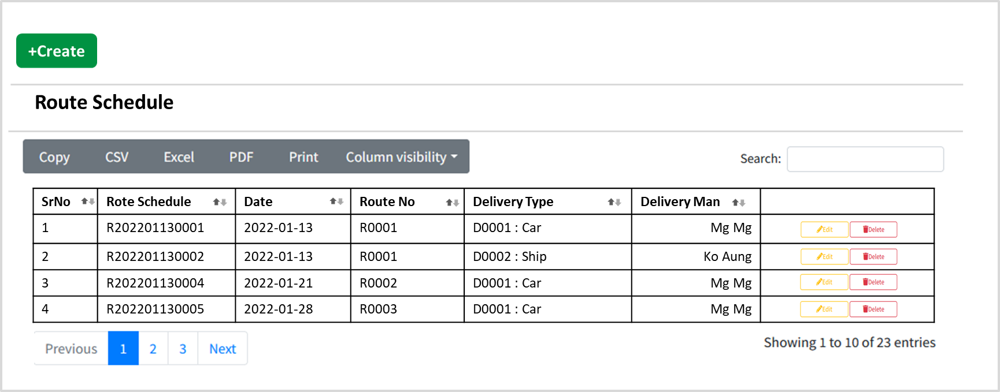 +Create
Route Schedule
Copy CSV Excel PDF Print Column visibility Search:
SrNo Rote Schedule Date Route No Delivery Type Delivery Man
1 R202201130001 2022-01-13 R0001 D0001 : Car Mg Mg Edit Delete
2 R202201130002 2022-01-13 R0001 D0002 : Ship Ko Aung Edit Delete
3 R202201130004 2022-01-21 R0002 D0001 : Car Mg Mg Edit Delete
4 R202201130005 2022-01-28 R0003 D0001 : Car Mg Mg Edit Delete
Previous 1 2 3 Next Showing 1 to 10 of 23 entries